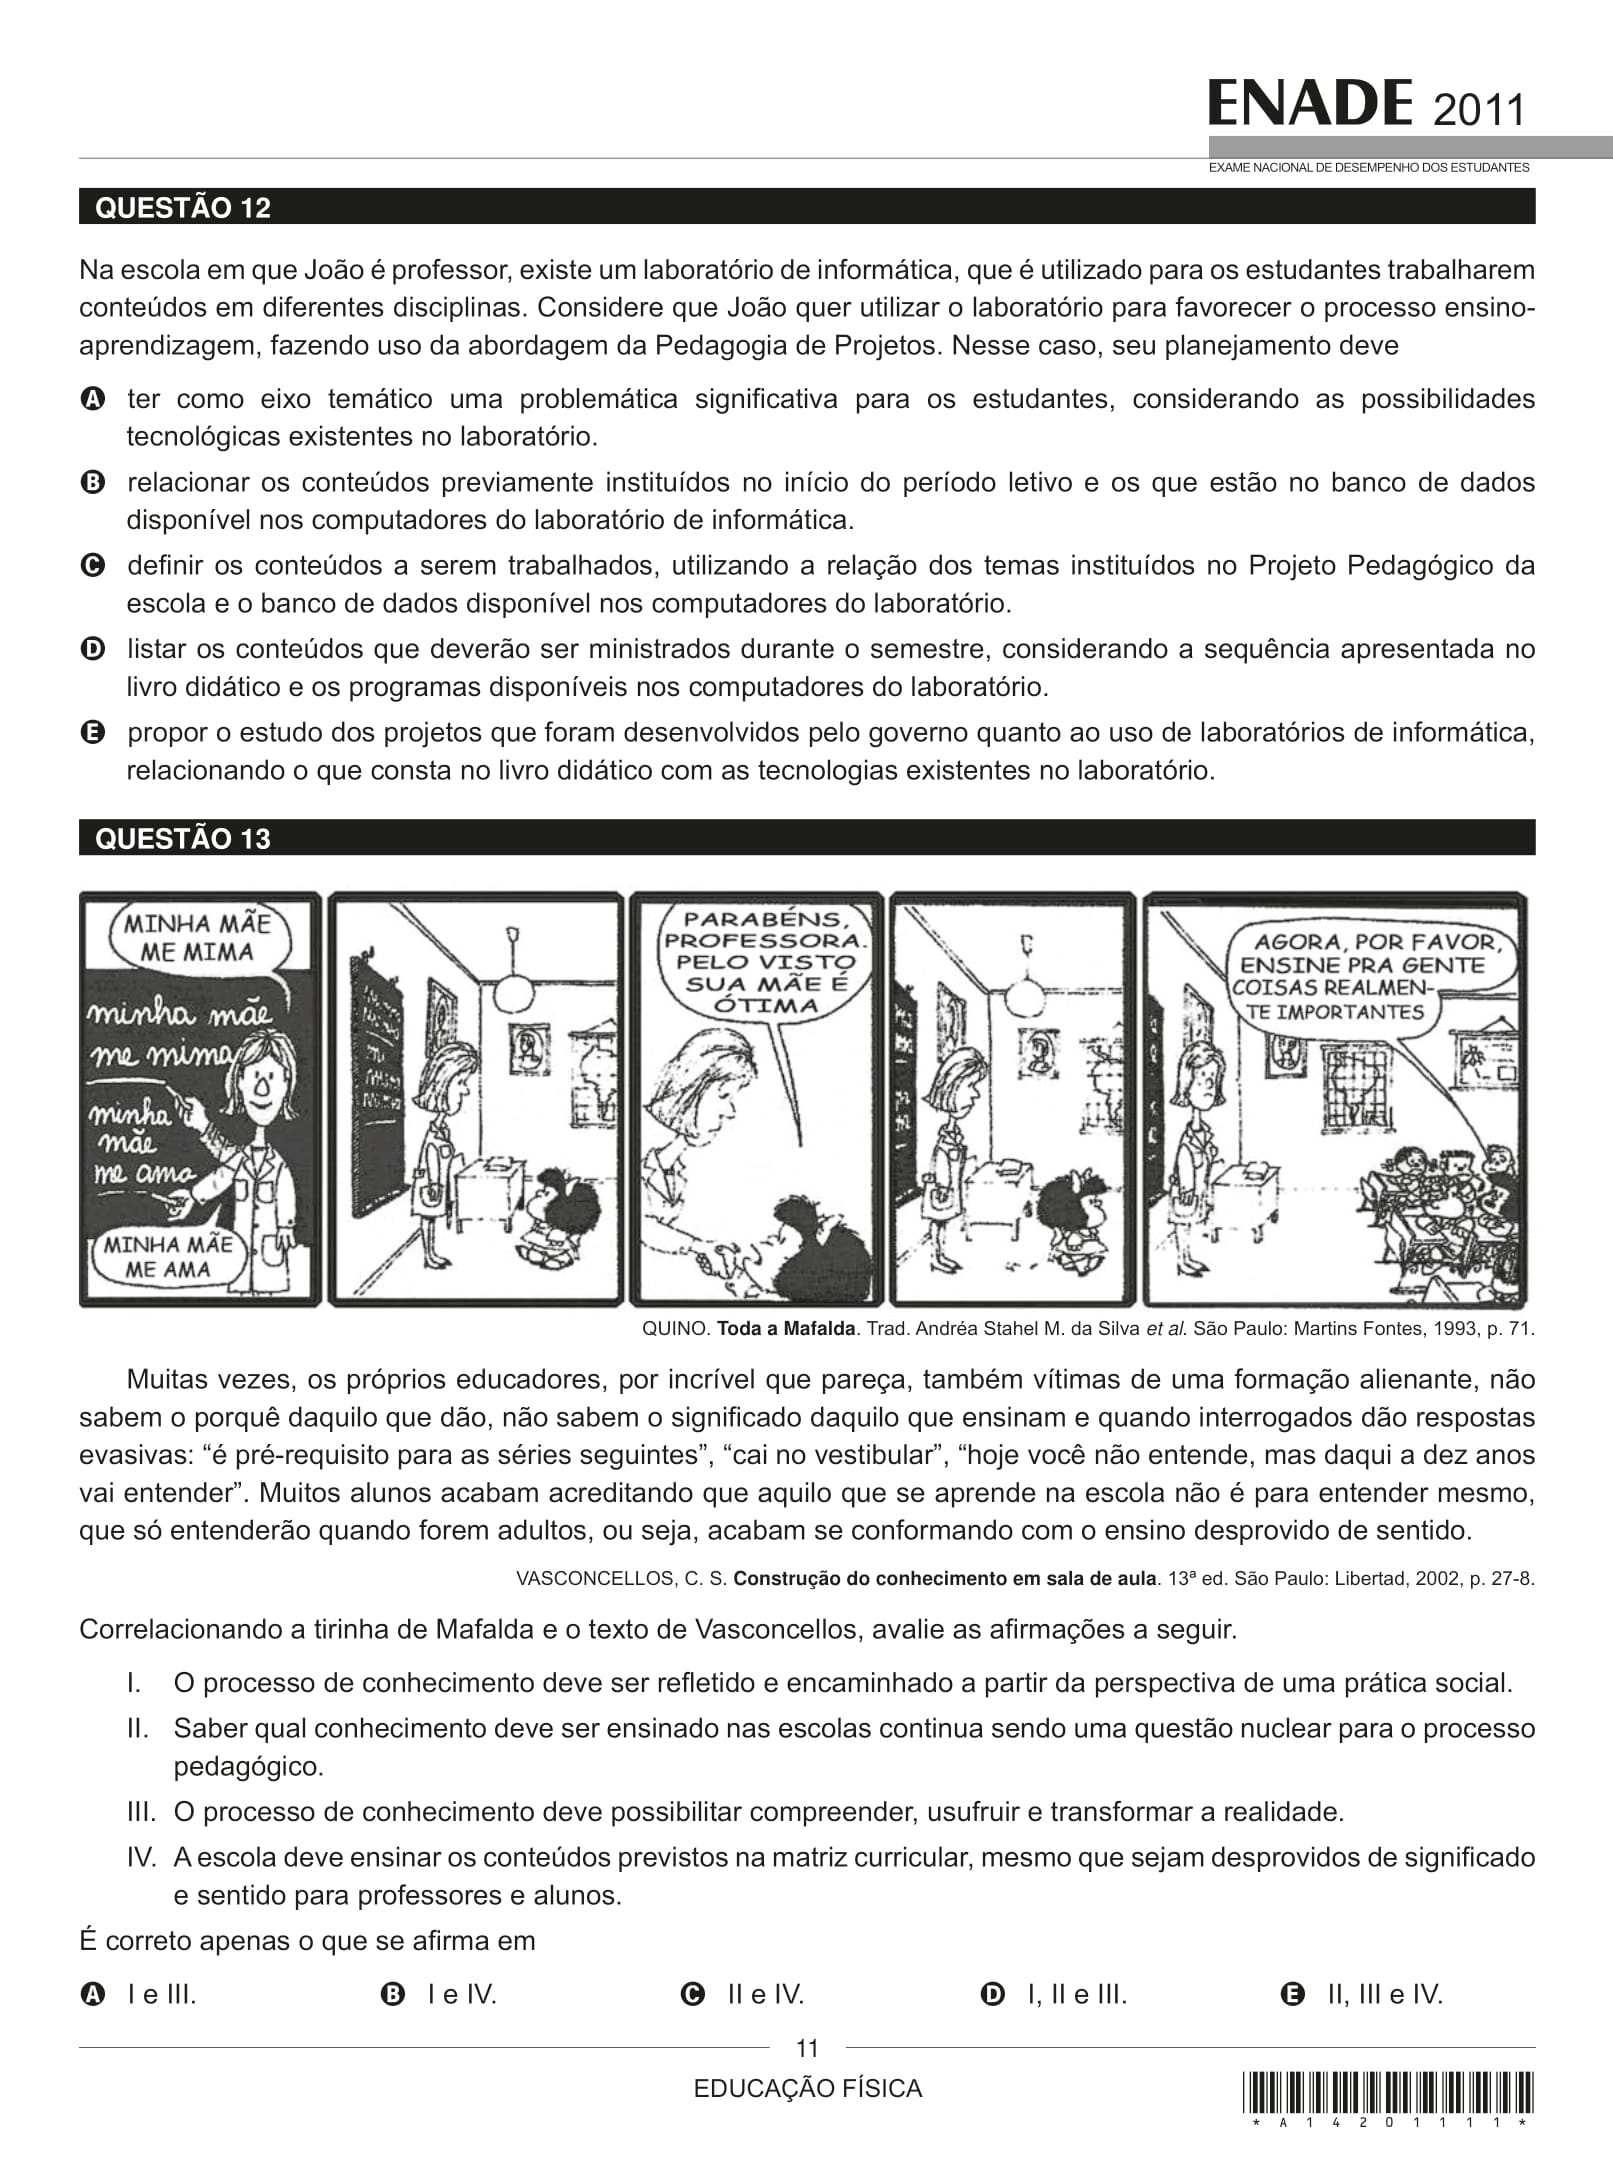 ENADE 2011
EXAME NACIONAL DE DESEMPENHO DOS ESTUDANTES
QUESTÃO 12
Na escola em que João é professor, existe um laboratório de informática, que é utilizado para os estudantes trabalharem
conteúdos em diferentes disciplinas. Considere que João quer utilizar o laboratório para favorecer o processo ensino-
aprendizagem, fazendo uso da abordagem da Pedagogia de Projetos. Nesse caso, seu planejamento deve
A ter como eixo temático uma problemática significativa para os estudantes, considerando as possibilidades
tecnológicas existentes no laboratório.
B relacionar os conteúdos previamente instituídos no início do período letivo e os que estão no banco de dados
disponível nos computadores do laboratório de informática.
C definir os conteúdos a serem trabalhados, utilizando a relação dos temas instituídos no Projeto Pedagógico da
escola e o banco de dados disponível nos computadores do laboratório.
D listar os conteúdos que deverão ser ministrados durante o semestre, considerando a sequência apresentada no
livro didático e os programas disponíveis nos computadores do laboratório.
E propor o estudo dos projetos que foram desenvolvidos pelo governo quanto ao uso de laboratórios de informática,
relacionando o que consta no livro didático com as tecnologias existentes no laboratório.
QUESTÃO 13
MINHA MÃE
ME MIMA
minha mãe
me mima
minha
mãe
me ama
MINHA MÃE
ME AMA
PARABÉNS,
PROFESSORA.
PELO VISTO
SUA MÃE É
ÓTIMA
AGORA, POR FAVOR,
ENSINE PRA GENTE
COISAS REALMEN-
TE IMPORTANTES
QUINO. Toda a Mafalda. Trad. Andréa Stahel M. da Silva et al. São Paulo: Martins Fontes, 1993, p. 71.
Muitas vezes, os próprios educadores, por incrível que pareça, também vítimas de uma formação alienante, não
sabem o porquê daquilo que dão, não sabem o significado daquilo que ensinam e quando interrogados dão respostas
evasivas: “é pré-requisito para as séries seguintes”, “cai no vestibular”, “hoje você não entende, mas daqui a dez anos
vai entender”. Muitos alunos acabam acreditando que aquilo que se aprende na escola não é para entender mesmo,
que só entenderão quando forem adultos, ou seja, acabam se conformando com o ensino desprovido de sentido.
VASCONCELLOS, C. S. Construção do conhecimento em sala de aula. 13ª ed. São Paulo: Libertad, 2002, p. 27-8.
Correlacionando a tirinha de Mafalda e o texto de Vasconcellos, avalie as afirmações a seguir.
I. O processo de conhecimento deve ser refletido e encaminhado a partir da perspectiva de uma prática social.
II. Saber qual conhecimento deve ser ensinado nas escolas continua sendo uma questão nuclear para o processo
pedagógico.
III. O processo de conhecimento deve possibilitar compreender, usufruir e transformar a realidade.
IV. A escola deve ensinar os conteúdos previstos na matriz curricular, mesmo que sejam desprovidos de significado
e sentido para professores e alunos.
É correto apenas o que se afirma em
A I e III. B I e IV. C II e IV. D I, II e III. E II, III e IV.
11
EDUCAÇÃO FÍSICA
* A 1 4 2 0 1 1 1 1 *